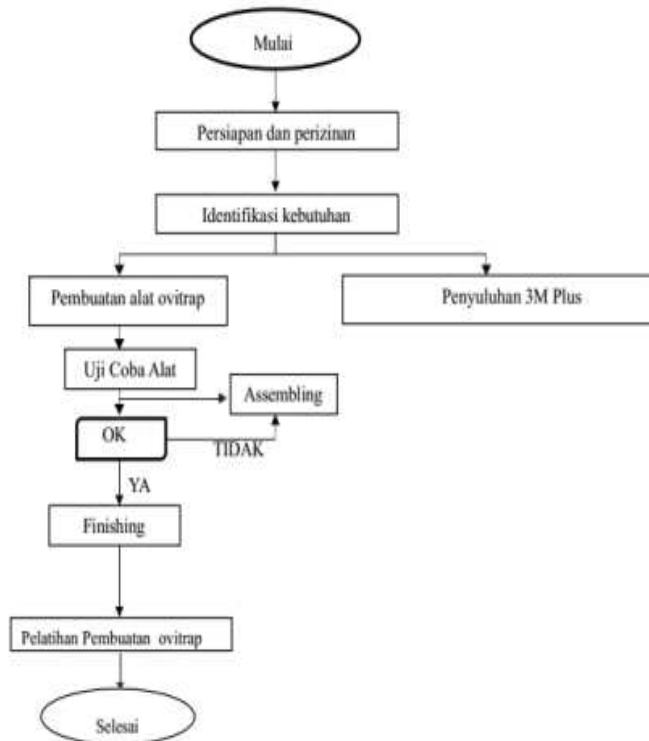 Mulai
Persiapan dan perizinan
Identifikasi kebutuhan
Pembuatan alat ovitrap
Penyuluhan 3M Plus
Uji Coba Alat
Assembling
OK
TIDAK
YA
Finishing
Pelatihan Pembuatan ovitrap
Selesai